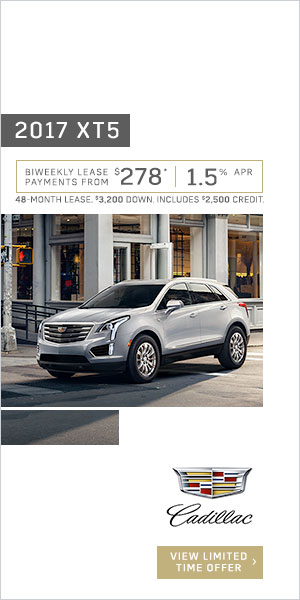 2017 XT5
BIWEEKLY LEASE
PAYMENTS FROM
$278* | 1.5% APR
48-MONTH LEASE. $3,200 DOWN. INCLUDES $2,500 CREDIT.
Cadillac
VIEW LIMITED
TIME OFFER ›